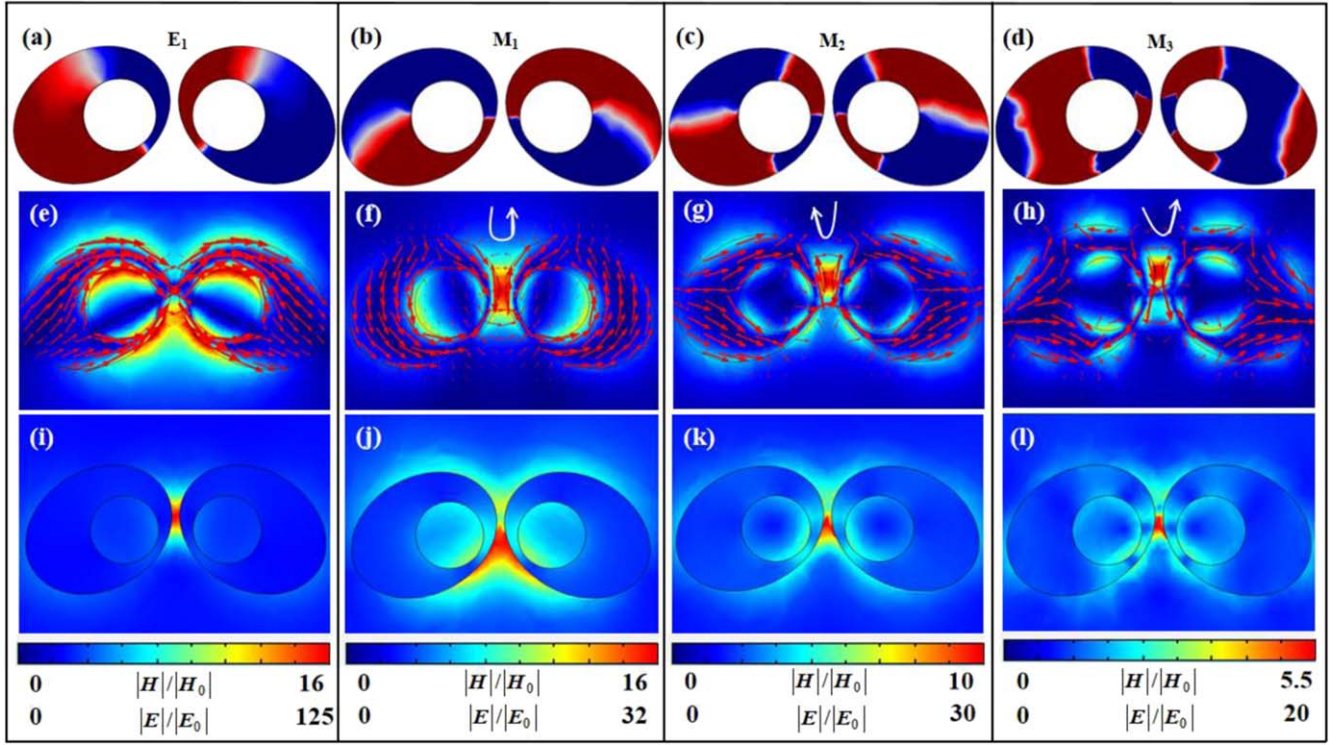 (a) E1 (b) M1 (c) M2 (d) M3
(e) (f) (g) (h)
(i) (j) (k) (l)
0 |H|/|H0| 16 0 |H|/|H0| 16 0 |H|/|H0| 10 0 |H|/|H0| 5.5
0 |E|/|E0| 125 0 |E|/|E0| 32 0 |E|/|E0| 30 0 |E|/|E0| 20